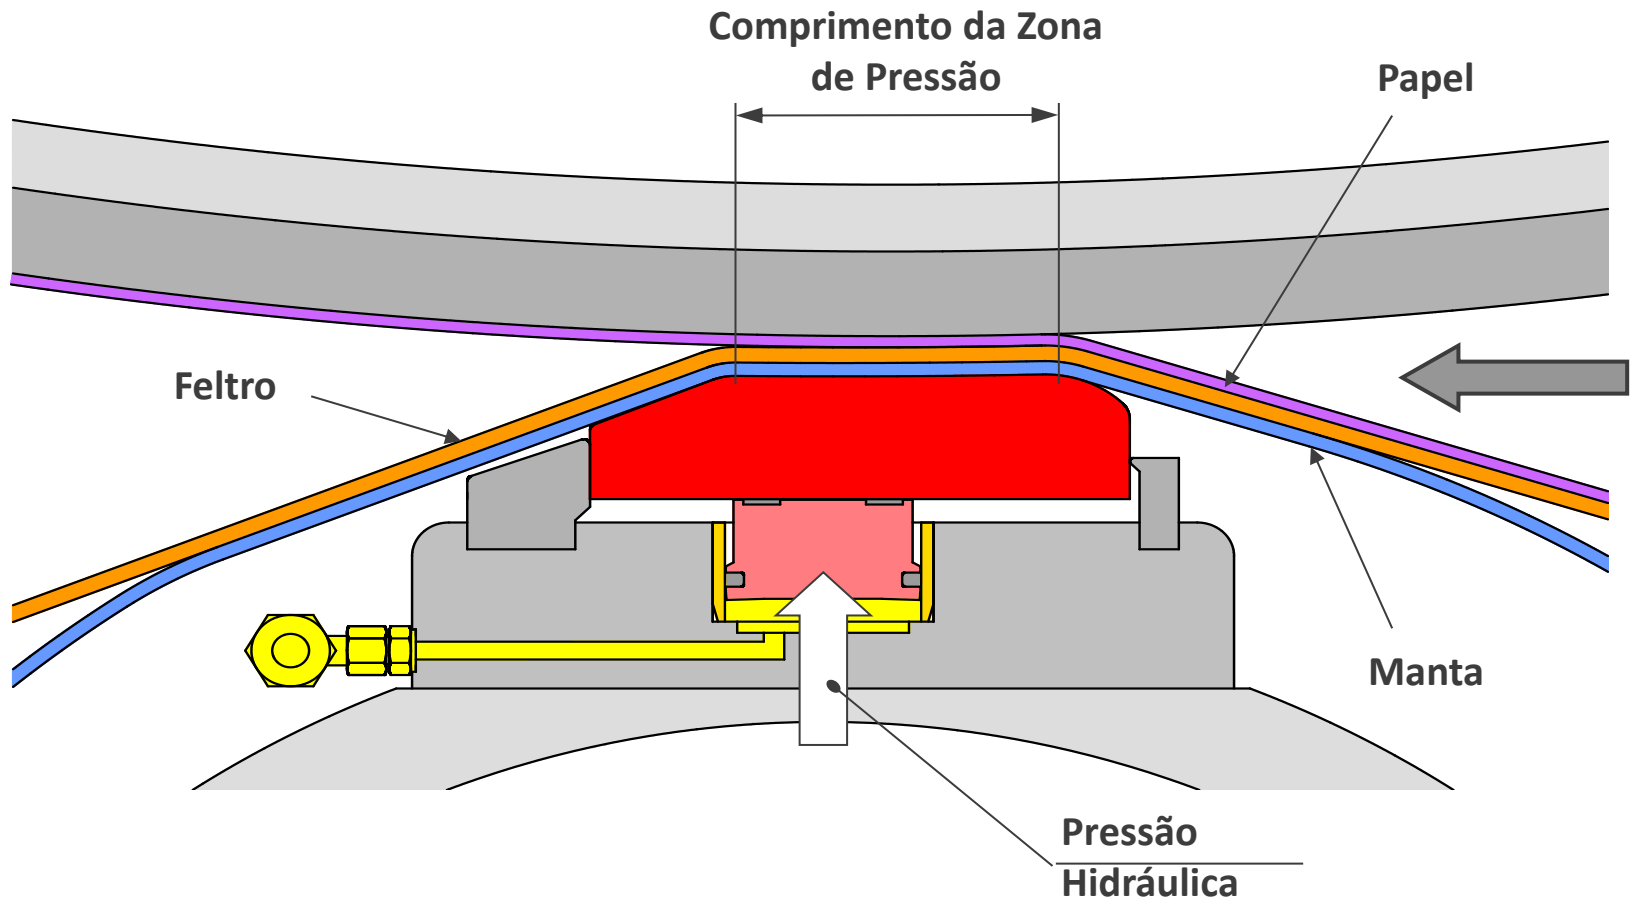 Comprimento da Zona
de Pressão
Papel
Feltro
Manta
Pressão
Hidráulica